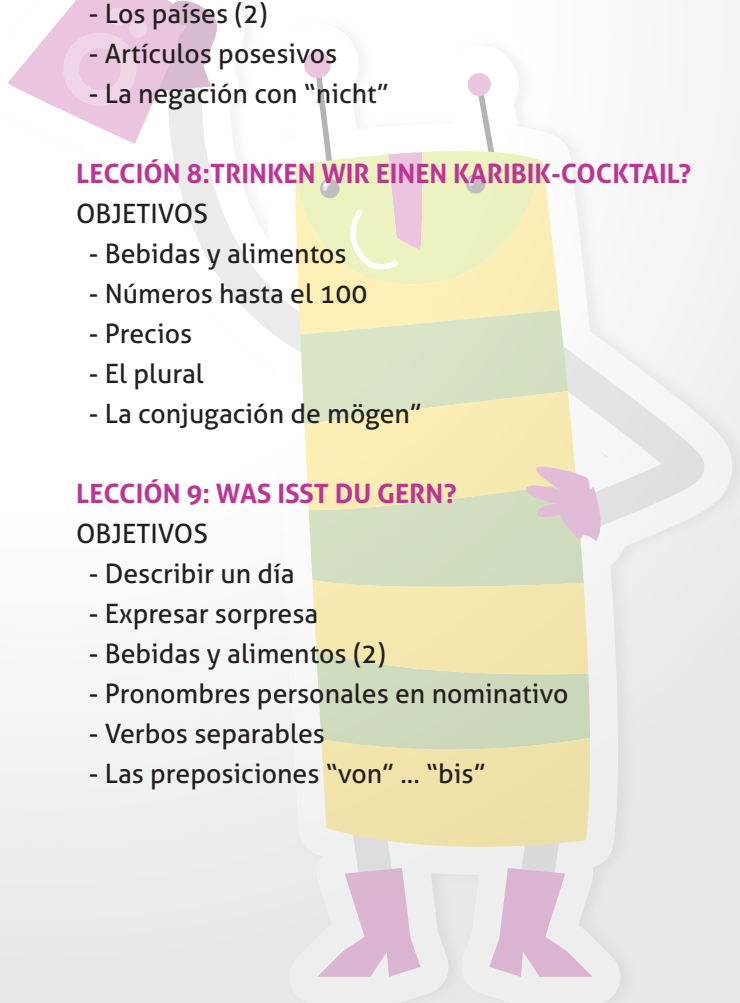 - Los países (2)
- Artículos posesivos
- La negación con “nicht”
LECCIÓN 8:TRINKEN WIR EINEN KARIBIK-COCKTAIL?
OBJETIVOS
- Bebidas y alimentos
- Números hasta el 100
- Precios
- El plural
- La conjugación de mögen”
LECCIÓN 9: WAS ISST DU GERN?
OBJETIVOS
- Describir un día
- Expresar sorpresa
- Bebidas y alimentos (2)
- Pronombres personales en nominativo
- Verbos separables
- Las preposiciones “von” ... “bis”